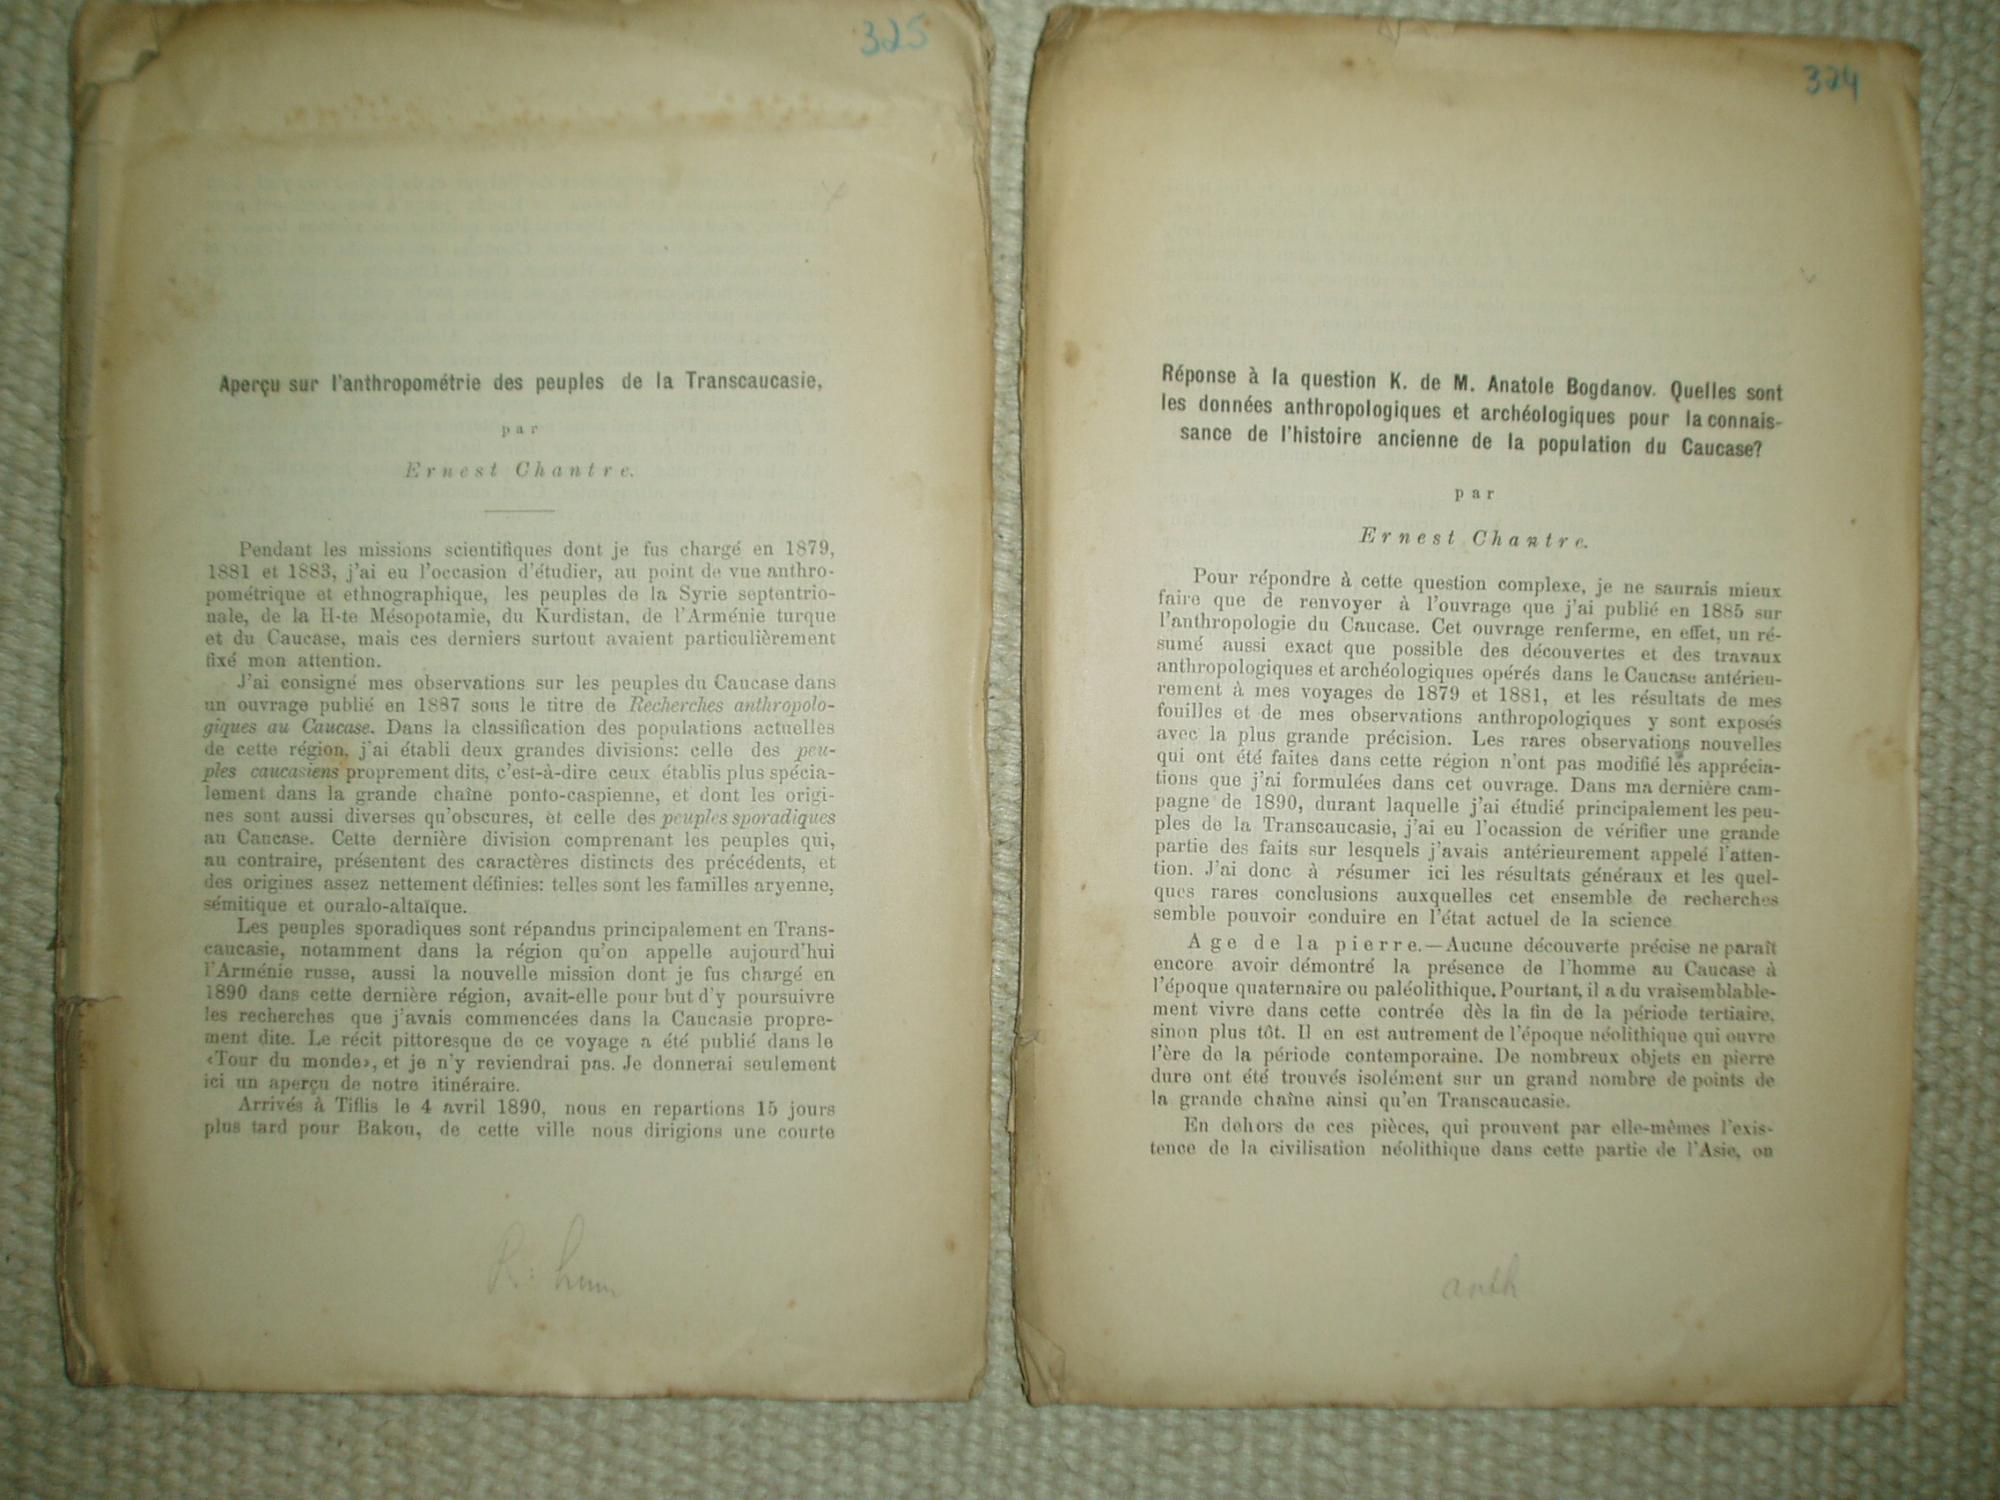 325
Aperçu sur l'anthropométrie des peuples de la Transcaucasie,
par
Ernest Chantre.
Pendant les missions scientifiques dont je fus chargé en 1879,
1881 et 1883, j'ai eu l'occasion d'étudier, au point de vue anthro-
pométrique et ethnographique, les peuples de la Syrie septentrio-
nale, de la H-te Mésopotamie, du Kurdistan, de l'Arménie turque
et du Caucase, mais ces derniers surtout avaient particulièrement
fixé mon attention.
J'ai consigné mes observations sur les peuples du Caucase dans
un ouvrage publié en 1887 sous le titre de Recherches anthropolo-
giques au Caucase. Dans la classification des populations actuelles
de cette région, j'ai établi deux grandes divisions: celle des peu-
ples caucasiens proprement dits, c'est-à-dire ceux établis plus spécia-
lement dans la grande chaîne ponto-caspienne, et dont les origi-
nes sont aussi diverses qu'obscures, et celle des peuples sporadiques
au Caucase. Cette dernière division comprenant les peuples qui,
au contraire, présentent des caractères distincts des précédents, et
des origines assez nettement définies: telles sont les familles aryenne,
sémitique et ouralo-altaïque.
Les peuples sporadiques sont répandus principalement en Trans-
caucasie, notamment dans la région qu'on appelle aujourd'hui
l'Arménie russe, aussi la nouvelle mission dont je fus chargé en
1890 dans cette dernière région, avait-elle pour but d'y poursuivre
les recherches que j'avais commencées dans la Caucasie propre-
ment dite. Le récit pittoresque de ce voyage a été publié dans le
‹Tour du monde›, et je n'y reviendrai pas. Je donnerai seulement
ici un aperçu de notre itinéraire.
Arrivés à Tiflis le 4 avril 1890, nous en repartions 15 jours
plus tard pour Bakou, de cette ville nous dirigions une courte
R: hum
324
Réponse à la question K. de M. Anatole Bogdanov. Quelles sont
les données anthropologiques et archéologiques pour la connais-
sance de l'histoire ancienne de la population du Caucase?
par
Ernest Chantre.
Pour répondre à cette question complexe, je ne saurais mieux
faire que de renvoyer à l'ouvrage que j'ai publié en 1885 sur
l'anthropologie du Caucase. Cet ouvrage renferme, en effet, un ré-
sumé aussi exact que possible des découvertes et des travaux
anthropologiques et archéologiques opérés dans le Caucase antérieu-
rement à mes voyages de 1879 et 1881, et les résultats de mes
fouilles et de mes observations anthropologiques y sont exposés
avec la plus grande précision. Les rares observations nouvelles
qui ont été faites dans cette région n'ont pas modifié les apprécia-
tions que j'ai formulées dans cet ouvrage. Dans ma dernière cam-
pagne de 1890, durant laquelle j'ai étudié principalement les peu-
ples de la Transcaucasie, j'ai eu l'ocassion de vérifier une grande
partie des faits sur lesquels j'avais antérieurement appelé l'atten-
tion. J'ai donc à résumer ici les résultats généraux et les quel-
ques rares conclusions auxquelles cet ensemble de recherches
semble pouvoir conduire en l'état actuel de la science
Age de la pierre.—Aucune découverte précise ne paraît
encore avoir démontré la présence de l'homme au Caucase à
l'époque quaternaire ou paléolithique. Pourtant, il a du vraisemblable-
ment vivre dans cette contrée dès la fin de la période tertiaire,
sinon plus tôt. Il en est autrement de l'époque néolithique qui ouvre
l'ère de la période contemporaine. De nombreux objets en pierre
dure ont été trouvés isolément sur un grand nombre de points de
la grande chaîne ainsi qu'en Transcaucasie.
En dehors de ces pièces, qui prouvent par elle-mêmes l'exis-
tence de la civilisation néolithique dans cette partie de l'Asie, on
anth